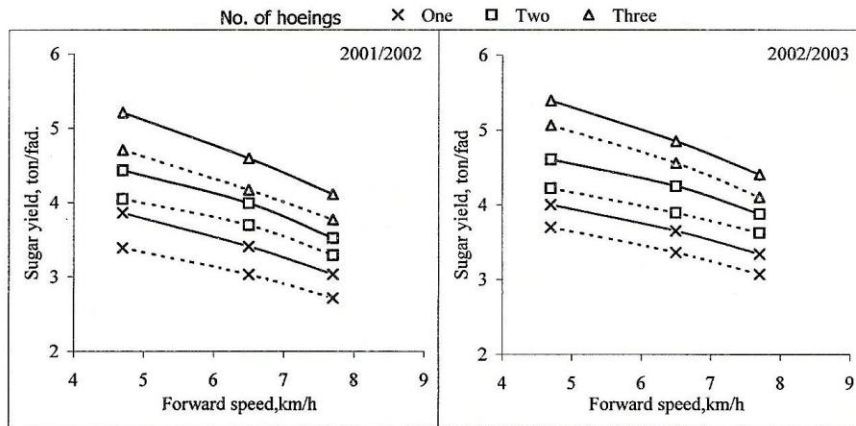 No. of hoeings × One □ Two △ Three
2001/2002
Sugar yield, ton/fad.
6
5
4
3
2
4 5 6 7 8 9
Forward speed,km/h
2002/2003
Sugar yield, ton/fad.
6
5
4
3
2
4 5 6 7 8 9
Forward speed,km/h